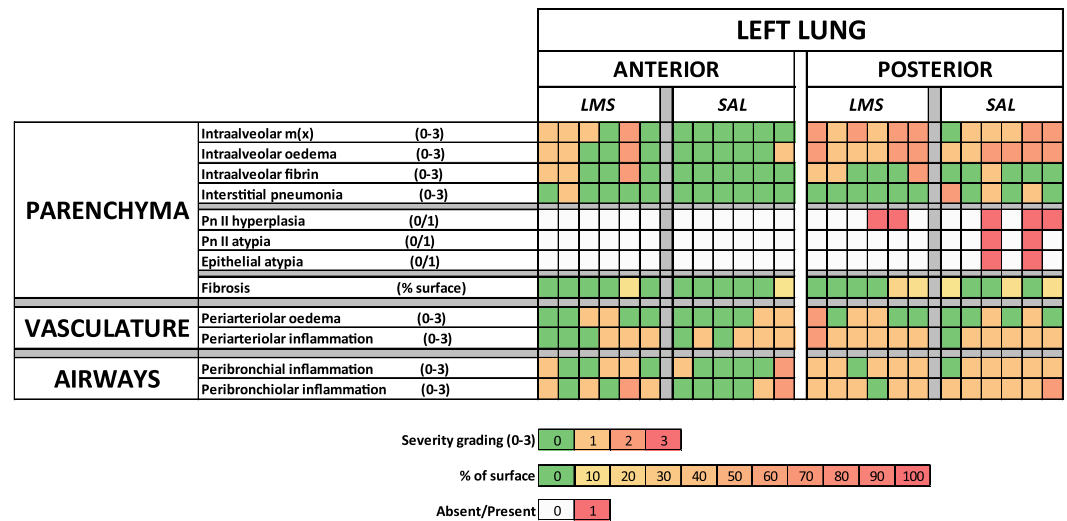 LEFT LUNG
ANTERIOR POSTERIOR
LMS SAL LMS SAL
PARENCHYMA
Intraalveolar m(x) (0-3)
Intraalveolar oedema (0-3)
Intraalveolar fibrin (0-3)
Interstitial pneumonia (0-3)
Pn II hyperplasia (0/1)
Pn II atypia (0/1)
Epithelial atypia (0/1)
Fibrosis (% surface)
VASCULATURE
Periarteriolar oedema (0-3)
Periarteriolar inflammation (0-3)
AIRWAYS
Peribronchial inflammation (0-3)
Peribronchiolar inflammation (0-3)
Severity grading (0-3) 0 1 2 3
% of surface 0 10 20 30 40 50 60 70 80 90 100
Absent/Present 0 1